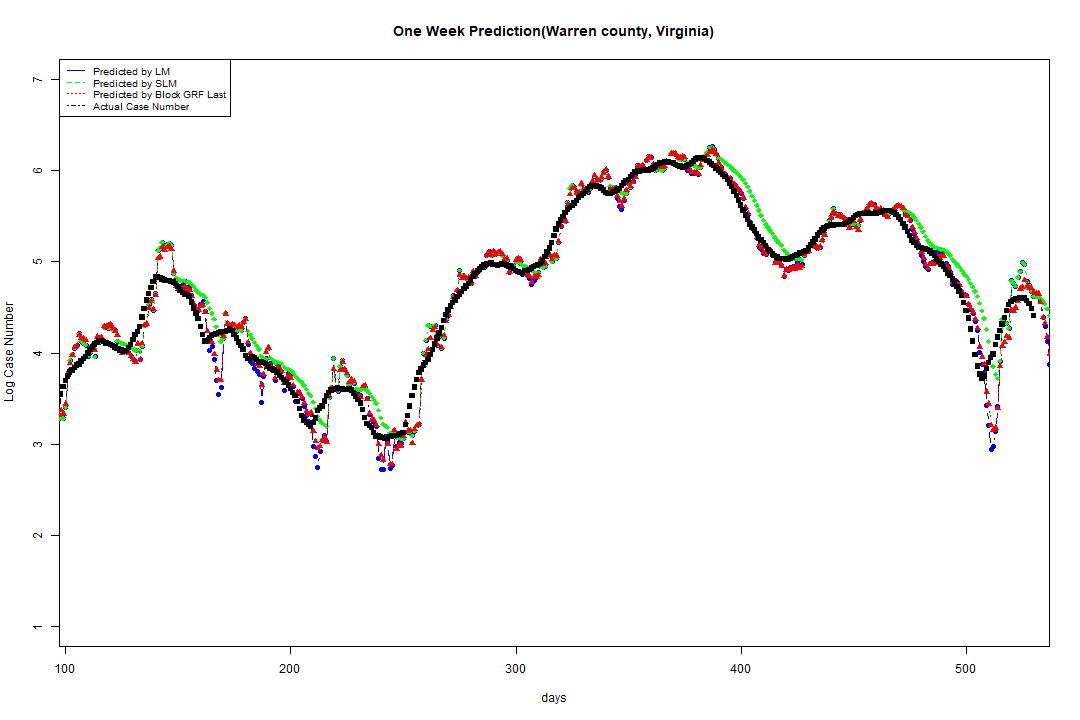 One Week Prediction(Warren county, Virginia)
Predicted by LM
Predicted by SLM
Predicted by Block GRF Last
Actual Case Number
7
6
5
4
3
2
1
Log Case Number
100 200 300 400 500
days